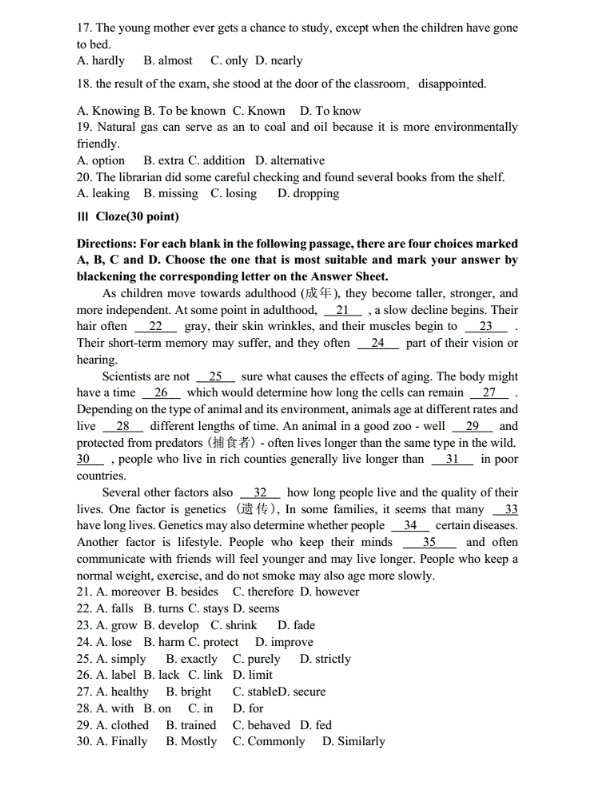 17. The young mother ever gets a chance to study, except when the children have gone
to bed.
A. hardly B. almost C. only D. nearly
18. the result of the exam, she stood at the door of the classroom, disappointed.
A. Knowing B. To be known C. Known D. To know
19. Natural gas can serve as an to coal and oil because it is more environmentally
friendly.
A. option B. extra C. addition D. alternative
20. The librarian did some careful checking and found several books from the shelf.
A. leaking B. missing C. losing D. dropping
III Cloze(30 point)
Directions: For each blank in the following passage, there are four choices marked
A, B, C and D. Choose the one that is most suitable and mark your answer by
blackening the corresponding letter on the Answer Sheet.
As children move towards adulthood (成年), they become taller, stronger, and
more independent. At some point in adulthood, 21 , a slow decline begins. Their
hair often 22 gray, their skin wrinkles, and their muscles begin to 23 .
Their short-term memory may suffer, and they often 24 part of their vision or
hearing.
Scientists are not 25 sure what causes the effects of aging. The body might
have a time 26 which would determine how long the cells can remain 27 .
Depending on the type of animal and its environment, animals age at different rates and
live 28 different lengths of time. An animal in a good zoo - well 29 and
protected from predators (捕食者) - often lives longer than the same type in the wild.
30 , people who live in rich counties generally live longer than 31 in poor
countries.
Several other factors also 32 how long people live and the quality of their
lives. One factor is genetics (遗传), In some families, it seems that many 33
have long lives. Genetics may also determine whether people 34 certain diseases.
Another factor is lifestyle. People who keep their minds 35 and often
communicate with friends will feel younger and may live longer. People who keep a
normal weight, exercise, and do not smoke may also age more slowly.
21. A. moreover B. besides C. therefore D. however
22. A. falls B. turns C. stays D. seems
23. A. grow B. develop C. shrink D. fade
24. A. lose B. harm C. protect D. improve
25. A. simply B. exactly C. purely D. strictly
26. A. label B. lack C. link D. limit
27. A. healthy B. bright C. stableD. secure
28. A. with B. on C. in D. for
29. A. clothed B. trained C. behaved D. fed
30. A. Finally B. Mostly C. Commonly D. Similarly